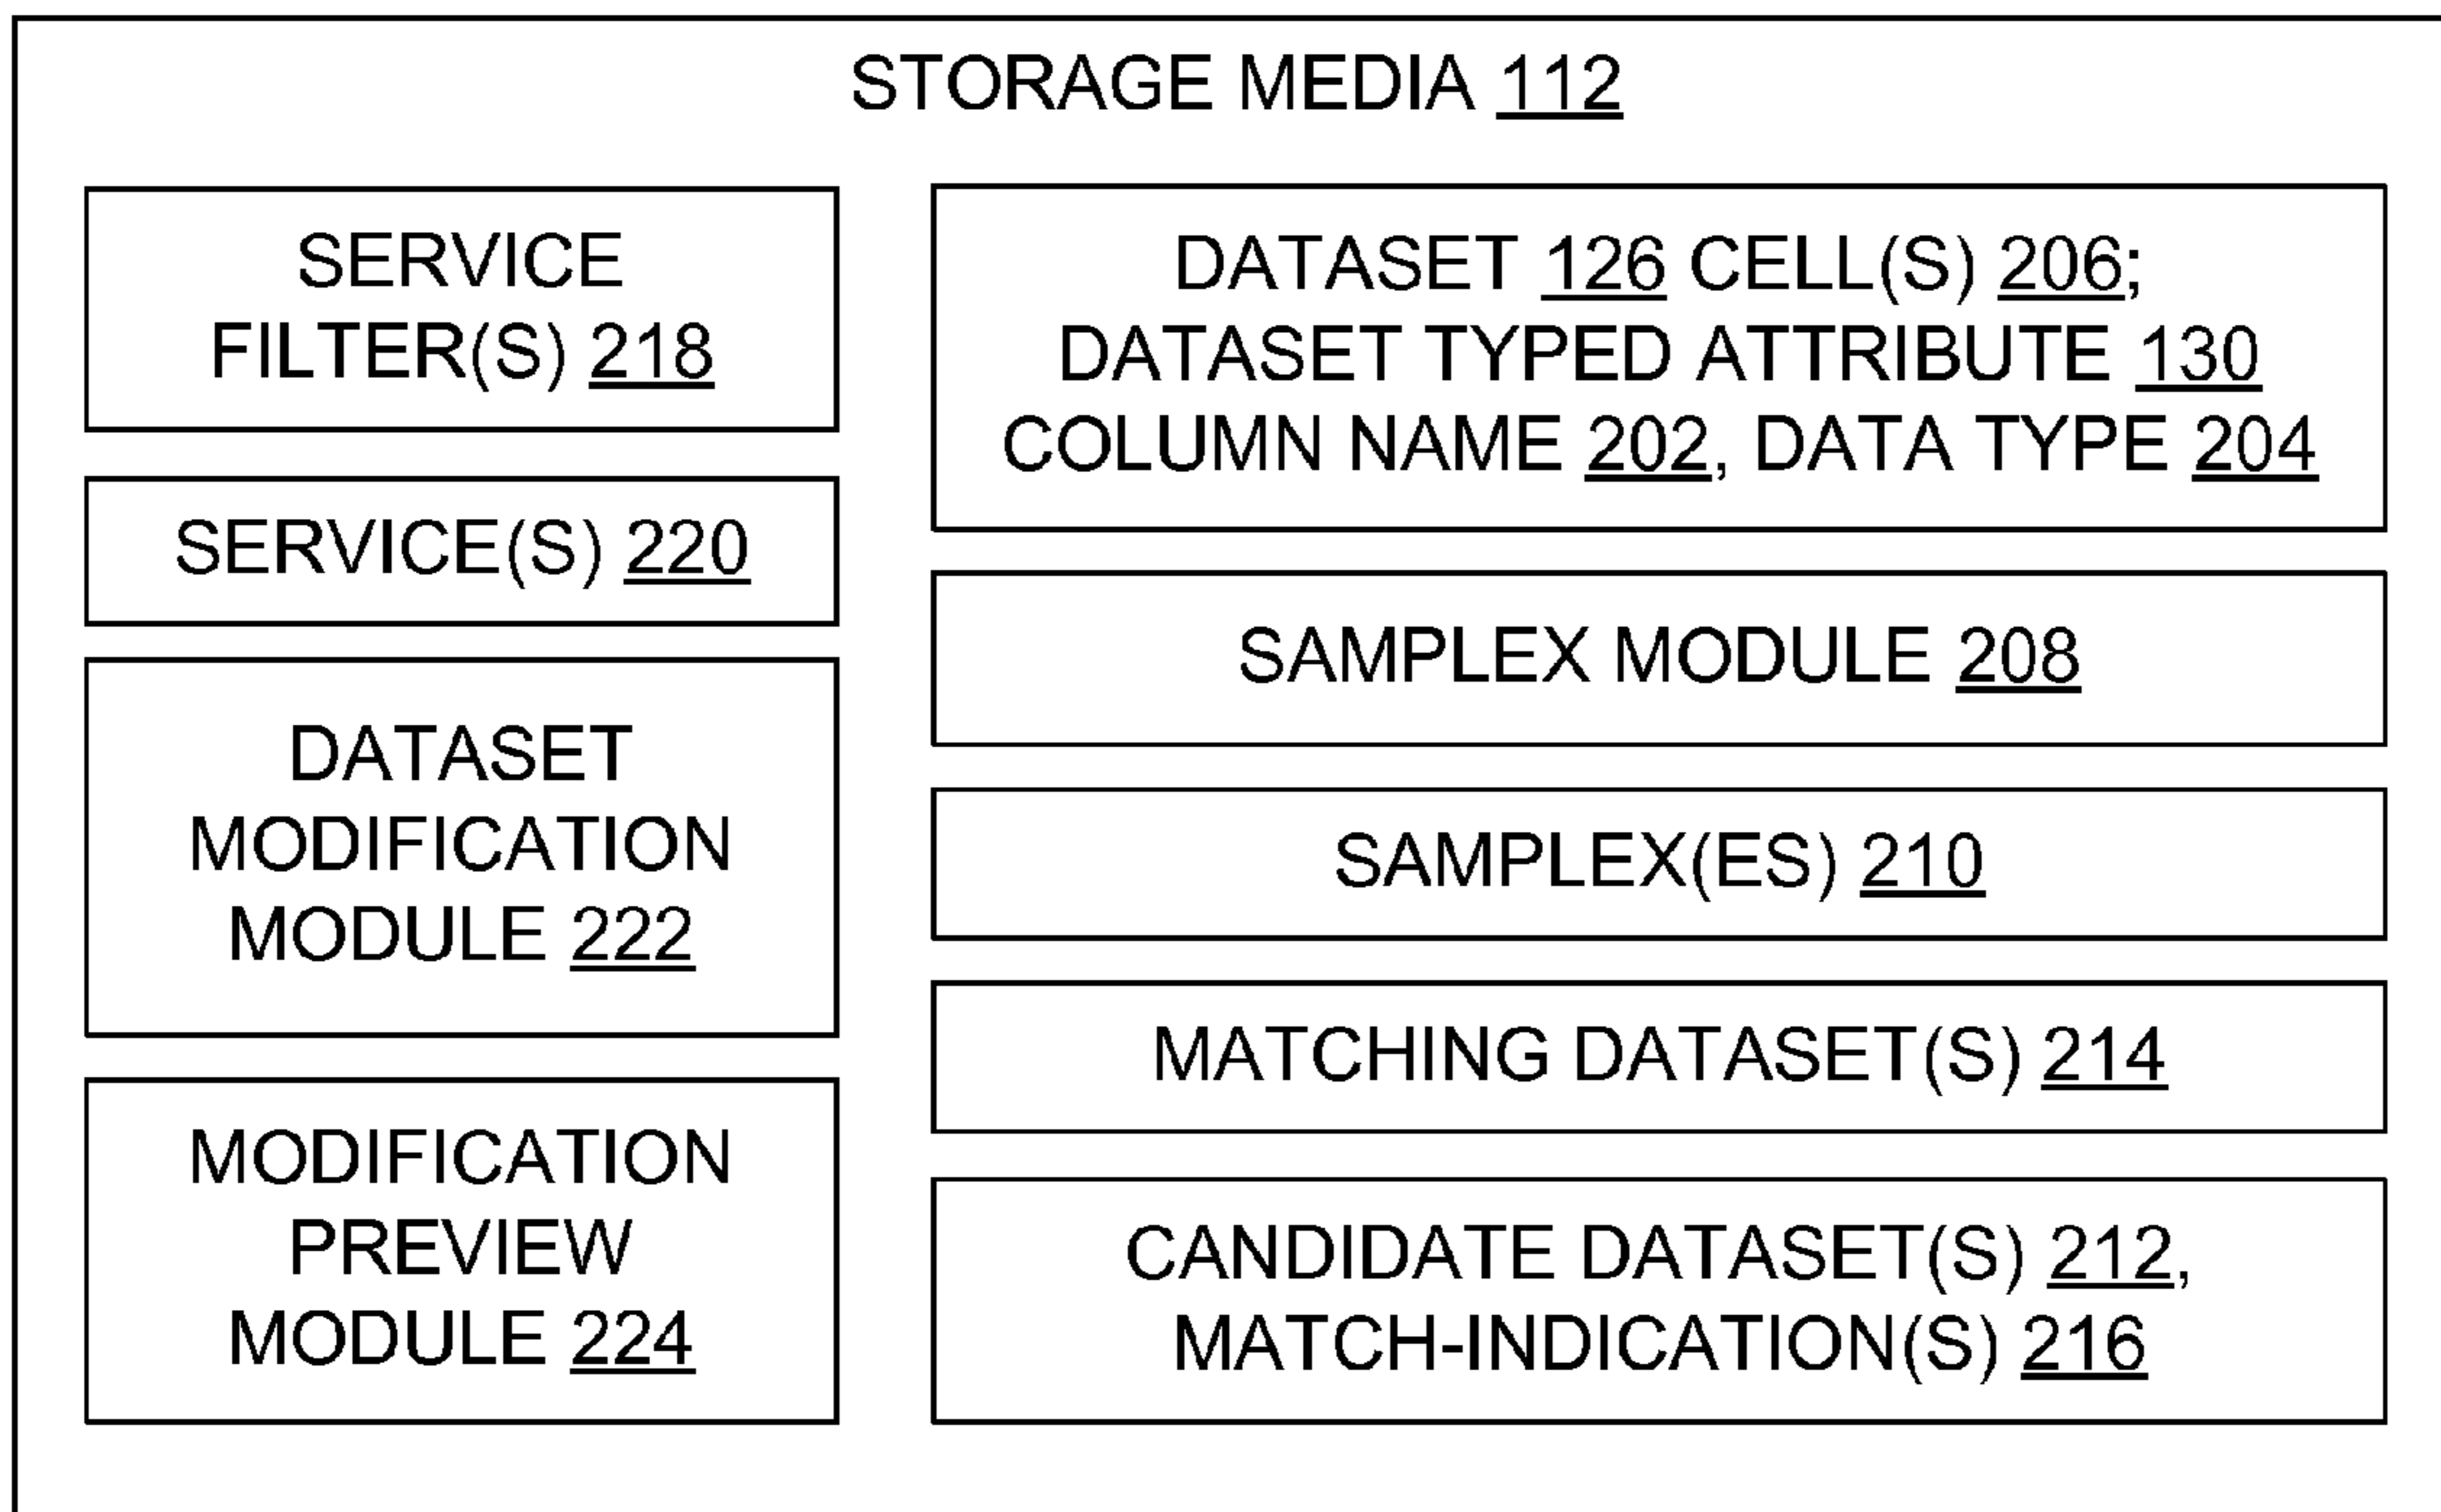 STORAGE MEDIA 112
SERVICE
FILTER(S) 218
SERVICE(S) 220
DATASET
MODIFICATION
MODULE 222
MODIFICATION
PREVIEW
MODULE 224
DATASET 126 CELL(S) 206;
DATASET TYPED ATTRIBUTE 130
COLUMN NAME 202, DATA TYPE 204
SAMPLEX MODULE 208
SAMPLEX(ES) 210
MATCHING DATASET(S) 214
CANDIDATE DATASET(S) 212,
MATCH-INDICATION(S) 216